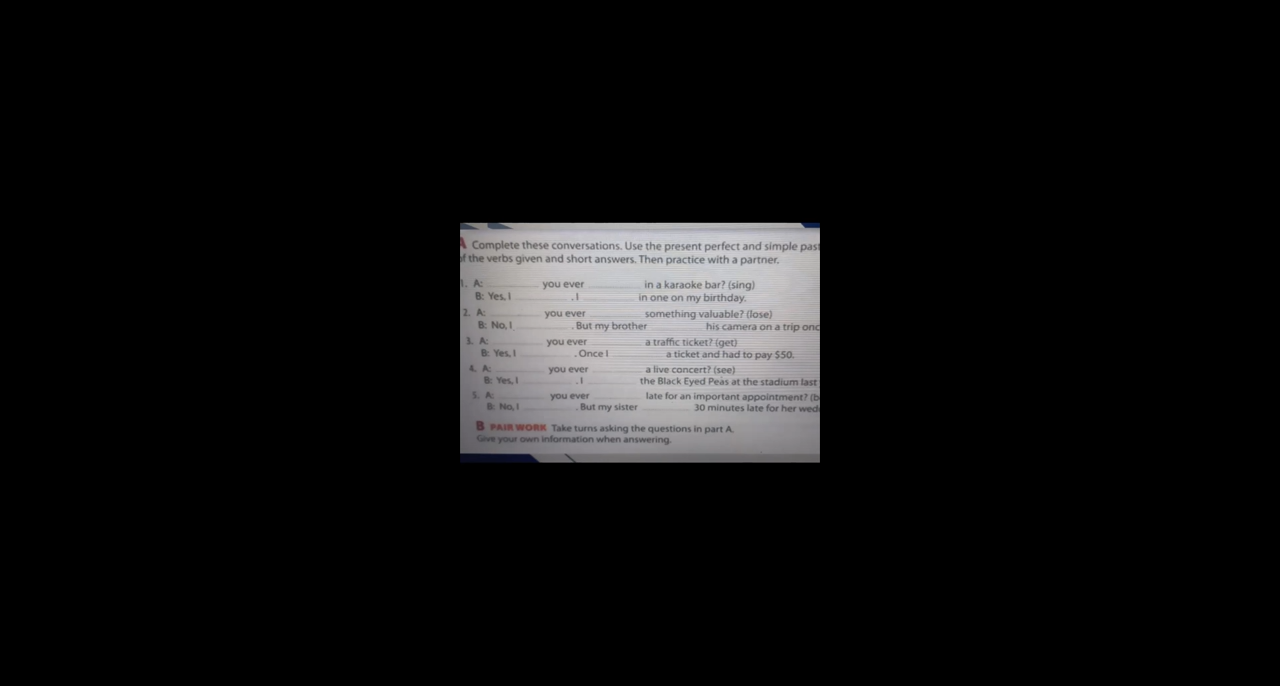 A Complete these conversations. Use the present perfect and simple past
of the verbs given and short answers. Then practice with a partner.
1. A: you ever in a karaoke bar? (sing)
B: Yes, I . I in one on my birthday.
2. A: you ever something valuable? (lose)
B: No, I . But my brother his camera on a trip onc
3. A: you ever a traffic ticket? (get)
B: Yes, I . Once I a ticket and had to pay $50.
4. A: you ever a live concert? (see)
B: Yes, I . I the Black Eyed Peas at the stadium last
5. A: you ever late for an important appointment? (b
B: No, I . But my sister 30 minutes late for her wed
B PAIR WORK Take turns asking the questions in part A.
Give your own information when answering.